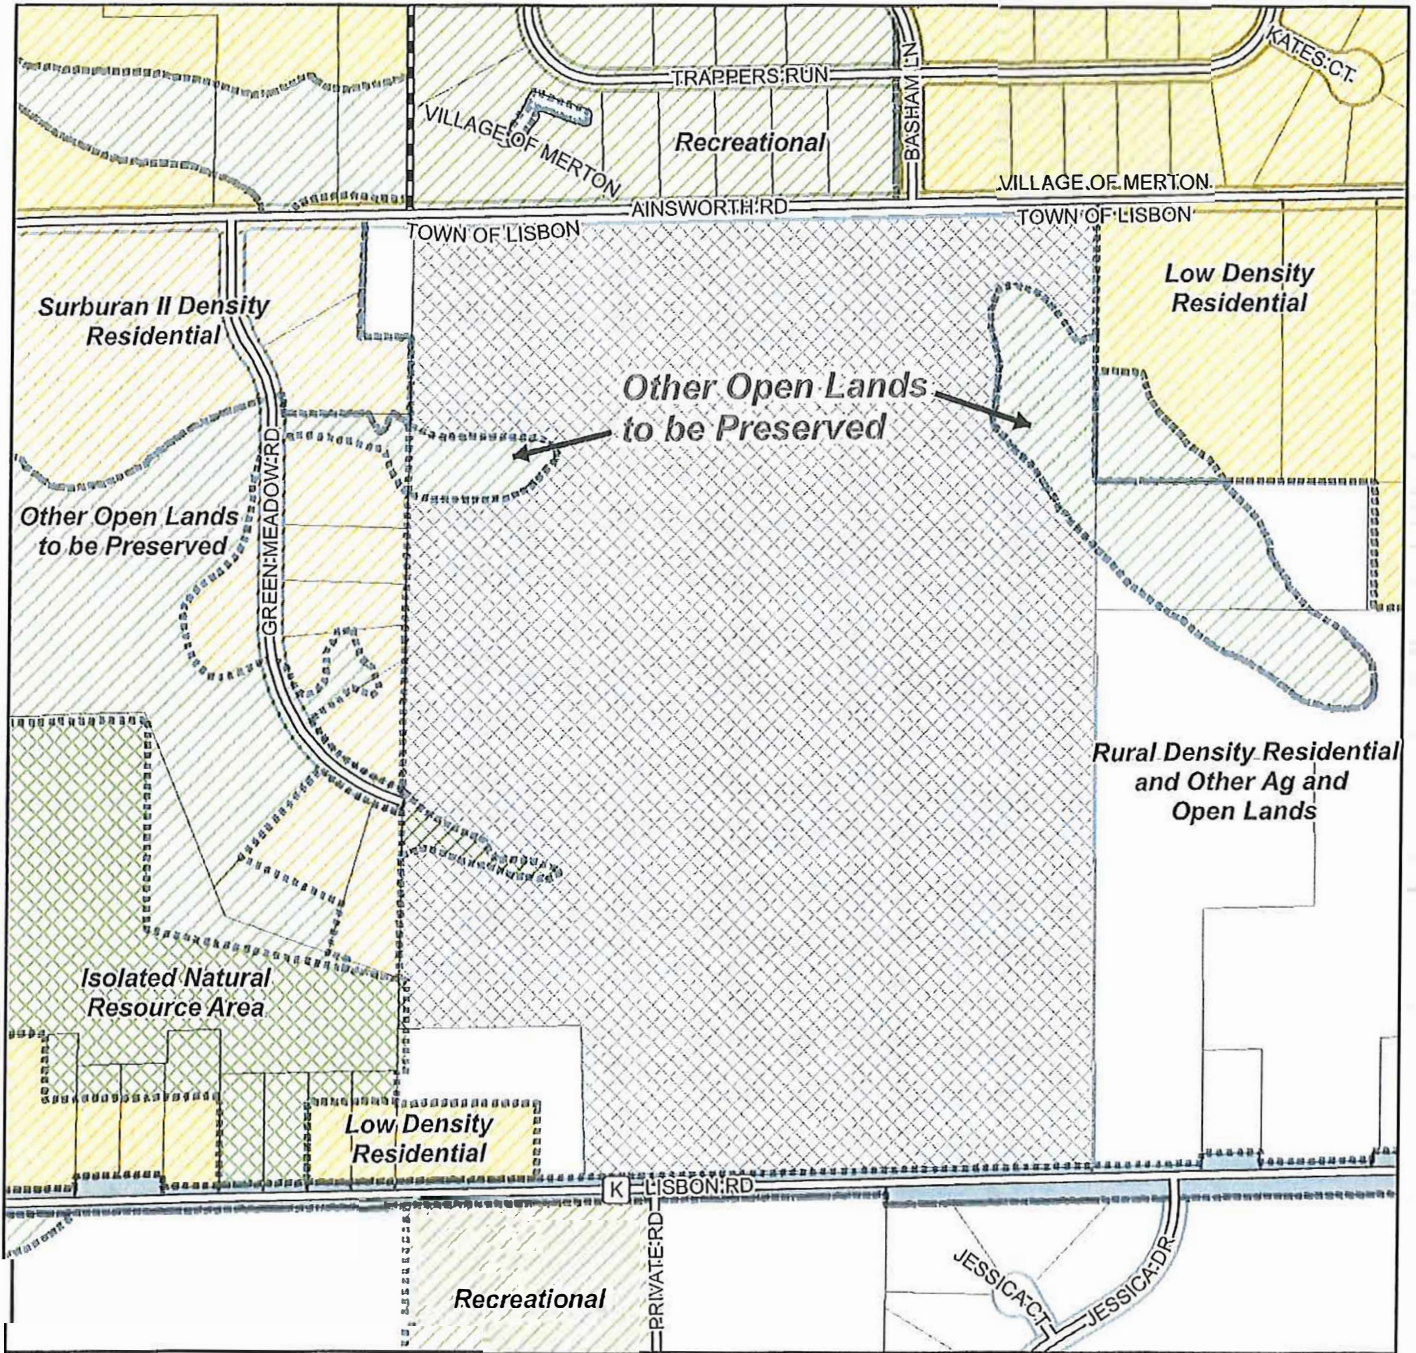 KATES CT.
TRAPPERS RUN
BASHAM LN
VILLAGE OF MERTON
Recreational
VILLAGE OF MERTON
AINSWORTH RD
TOWN OF LISBON
TOWN OF LISBON
Surburan II Density
Residential
Low Density
Residential
Other Open Lands
to be Preserved
GREEN MEADOW RD
Other Open Lands
to be Preserved
Rural Density Residential
and Other Ag and
Open Lands
Isolated Natural
Resource Area
Low Density
Residential
K
LISBON RD
PRIVATE RD
Recreational
JESSICA CT.
JESSICA DR